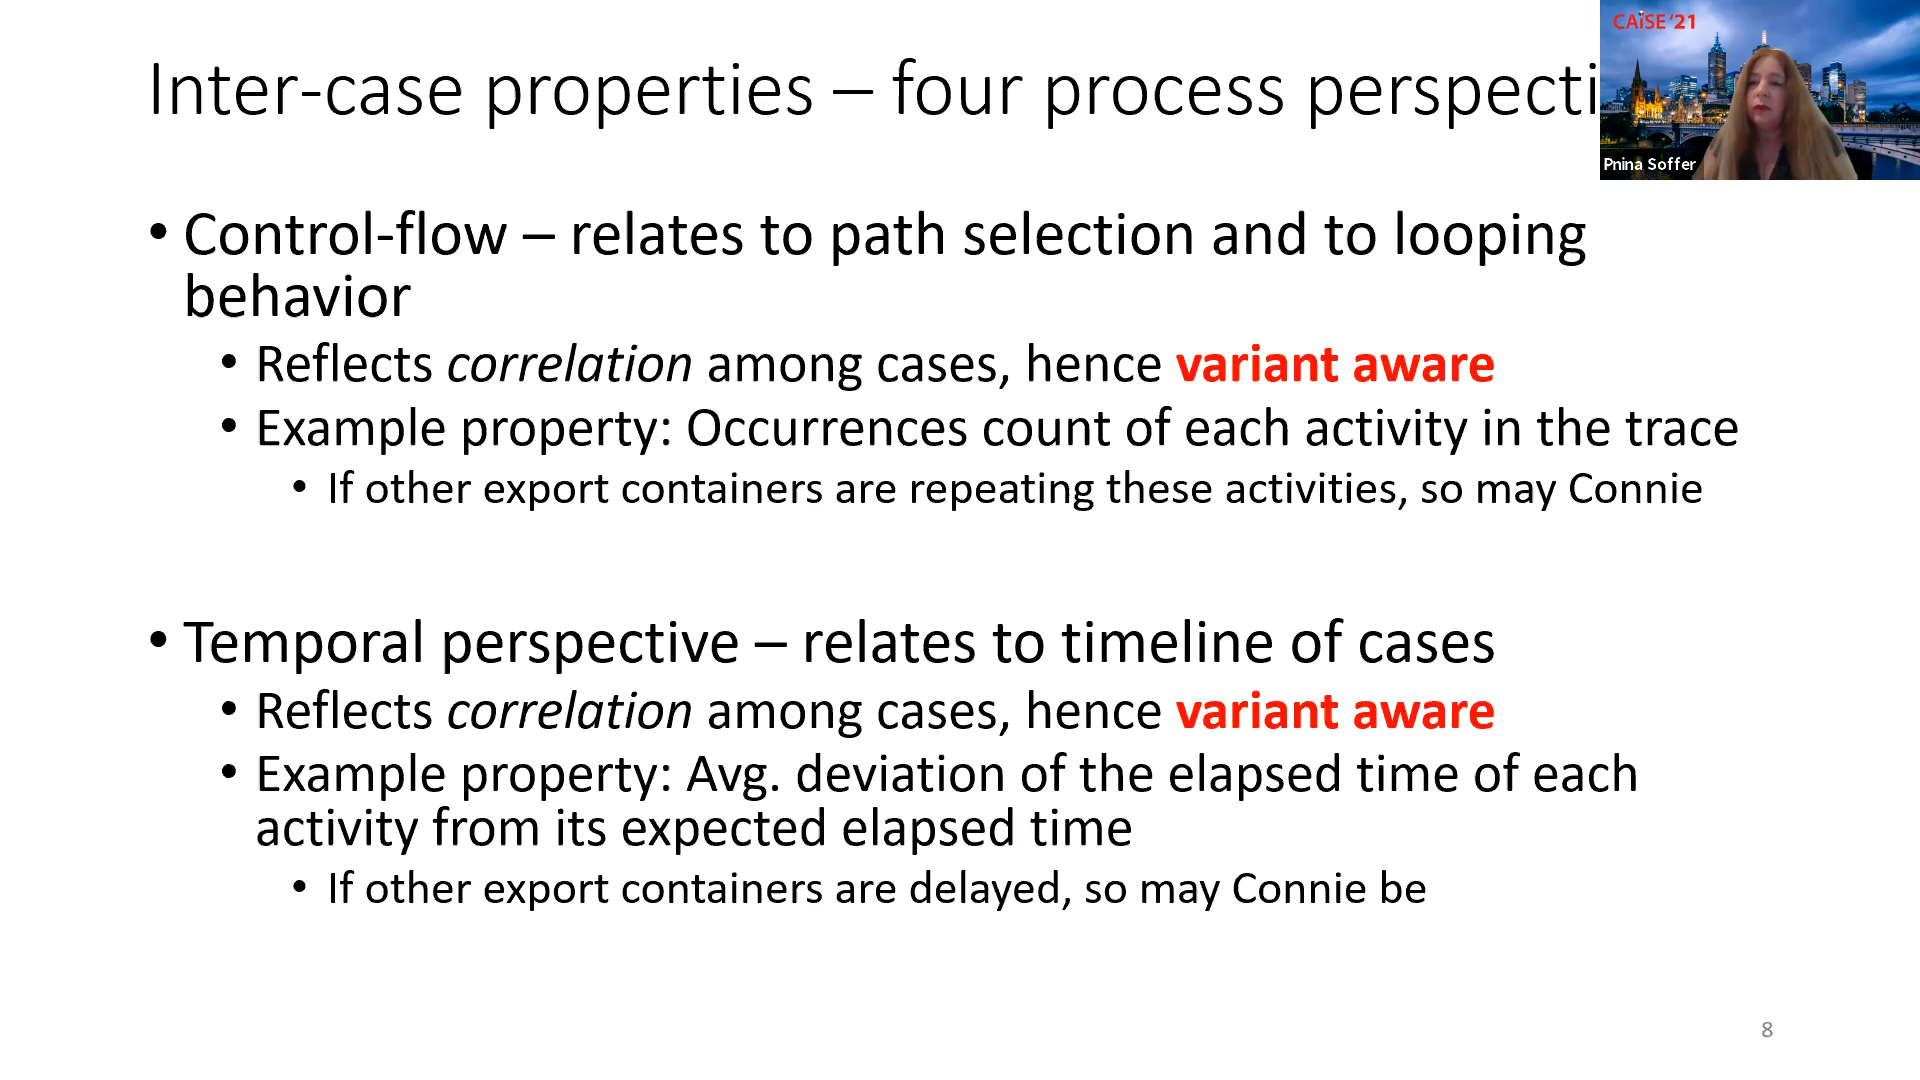 CAiSE '21
Inter-case properties – four process perspecti
Pnina Soffer
• Control-flow – relates to path selection and to looping
behavior
• Reflects correlation among cases, hence variant aware
• Example property: Occurrences count of each activity in the trace
• If other export containers are repeating these activities, so may Connie
• Temporal perspective – relates to timeline of cases
• Reflects correlation among cases, hence variant aware
• Example property: Avg. deviation of the elapsed time of each
activity from its expected elapsed time
• If other export containers are delayed, so may Connie be
8